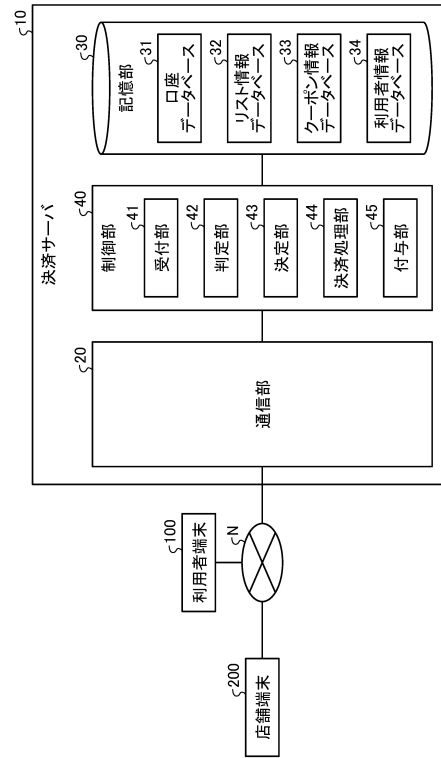 10
決済サーバ
20
通信部
40
制御部
41
受付部
42
判定部
43
決定部
44
決済処理部
45
付与部
30
記憶部
31
口座
データベース
32
リスト情報
データベース
33
クーポン情報
データベース
34
利用者情報
データベース
100
利用者端末
N
200
店舗端末